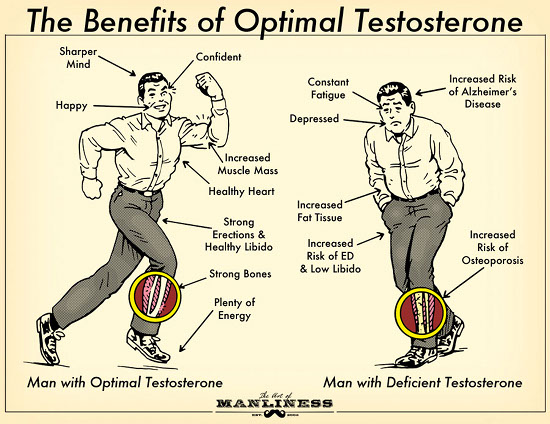 The Benefits of Optimal Testosterone
Sharper
Mind
Confident
Happy
Increased
Muscle Mass
Healthy Heart
Strong
Erections &
Healthy Libido
Strong Bones
Plenty of
Energy
Man with Optimal Testosterone
Constant
Fatigue
Increased Risk
of Alzheimer's
Disease
Depressed
Increased
Fat Tissue
Increased
Risk of ED
& Low Libido
Increased
Risk of
Osteoporosis
Man with Deficient Testosterone
The Art of
MANLINESS
EST.